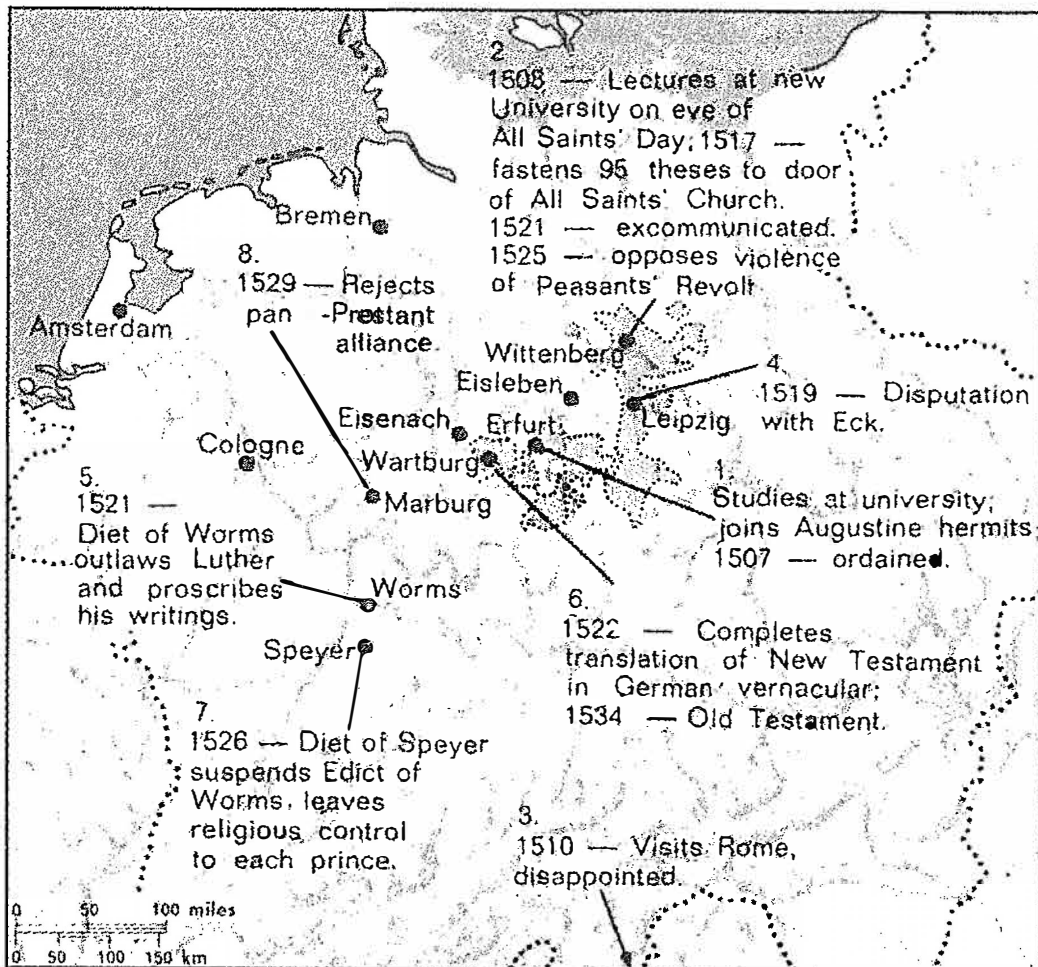 2
1508 — Lectures at new
University on eve of
All Saints' Day; 1517 —
fastens 95 theses to door
of All Saints' Church.
1521 — excommunicated.
1525 — opposes violence
of Peasants' Revolt
Bremen
8.
1529 — Rejects
pan - Protestant
alliance
Amsterdam
Wittenberg
Eisleben
4.
1519 — Disputation
with Eck.
Leipzig
Eisenach
Erfurt
Cologne
Wartburg
Marburg
1.
Studies at university;
joins Augustine hermits
1507 — ordained.
5.
1521 —
Diet of Worms
outlaws Luther
and proscribes
his writings.
Worms
Speyer
6.
1522 — Completes
translation of New Testament
in German vernacular;
1534 — Old Testament.
7.
1526 — Diet of Speyer
suspends Edict of
Worms, leaves
religious control
to each prince.
3.
1510 — Visits Rome,
disappointed.
0 50 100 miles
0 50 100 150 km